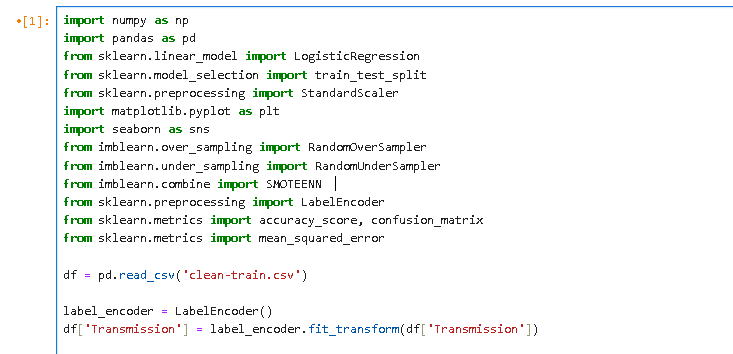 [1]:
import numpy as np
import pandas as pd
from sklearn.linear_model import LogisticRegression
from sklearn.model_selection import train_test_split
from sklearn.preprocessing import StandardScaler
import matplotlib.pyplot as plt
import seaborn as sns
from imblearn.over_sampling import RandomOverSampler
from imblearn.under_sampling import RandomUnderSampler
from imblearn.combine import SMOTEENN
from sklearn.preprocessing import LabelEncoder
from sklearn.metrics import accuracy_score, confusion_matrix
from sklearn.metrics import mean_squared_error
df = pd.read_csv('clean-train.csv')
label_encoder = LabelEncoder()
df['Transmission'] = label_encoder.fit_transform(df['Transmission'])